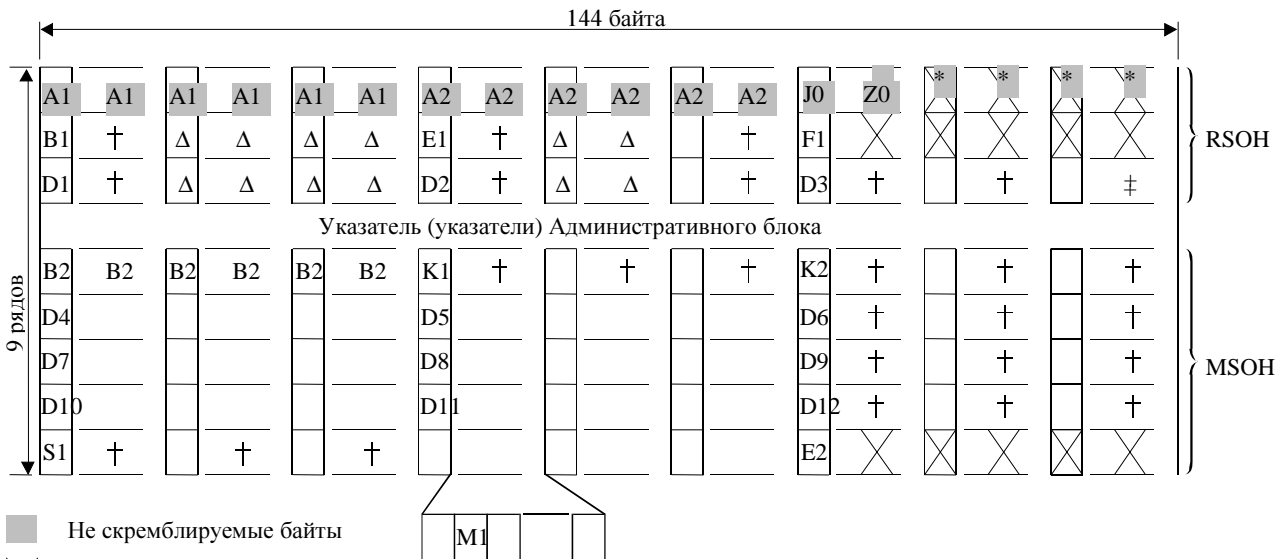 144 байта
A1 A1 A1 A1 A1 A1 A2 A2 A2 A2 A2 A2 J0 Z0 * * * *
B1 † Δ Δ Δ Δ E1 † Δ Δ † F1
RSOH
D1 † Δ Δ Δ Δ D2 † Δ Δ † D3 † † ‡
Указатель (указатели) Административного блока
9 рядов
B2 B2 B2 B2 B2 B2 K1 † † † K2 † † †
D4 D5 D6 † † †
D7 D8 D9 † † †
MSOH
D10 D11 D12 † † †
S1 † † † E2
Не скремблируемые байты
M1